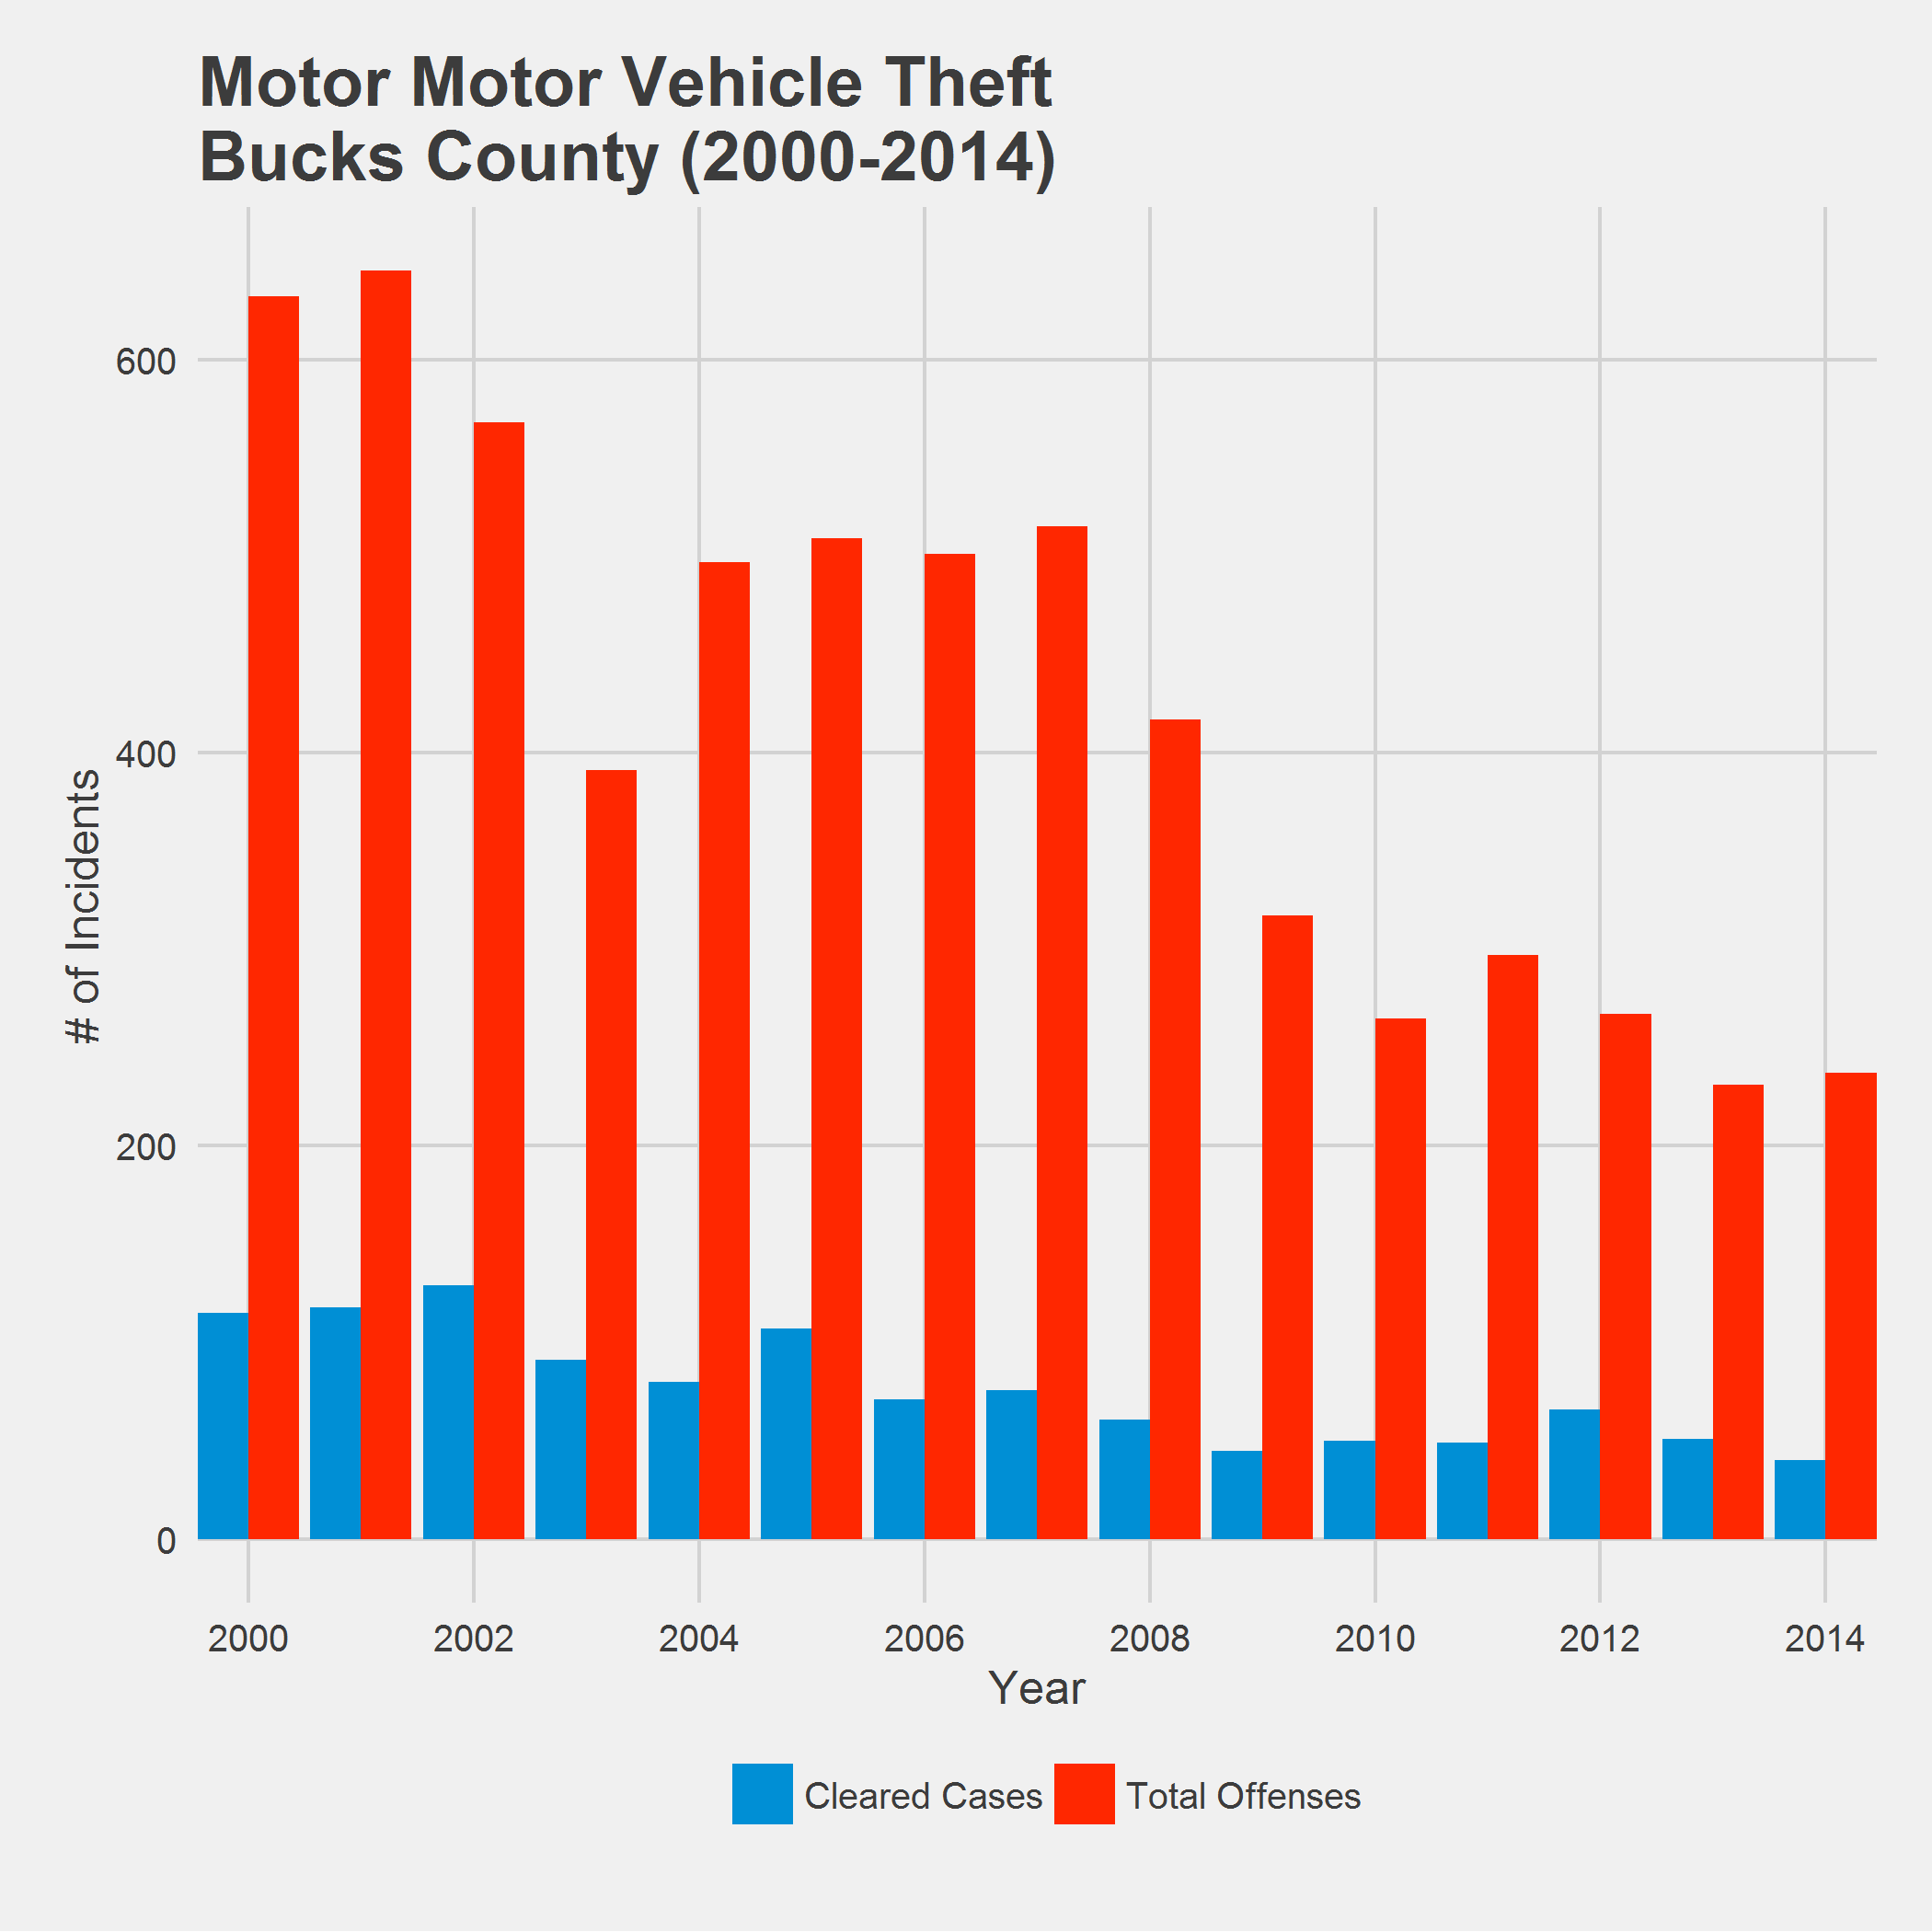 Motor Motor Vehicle Theft
Bucks County (2000-2014)
600
400
200
0
# of Incidents
2000 2002 2004 2006 2008 2010 2012 2014
Year
Cleared Cases Total Offenses